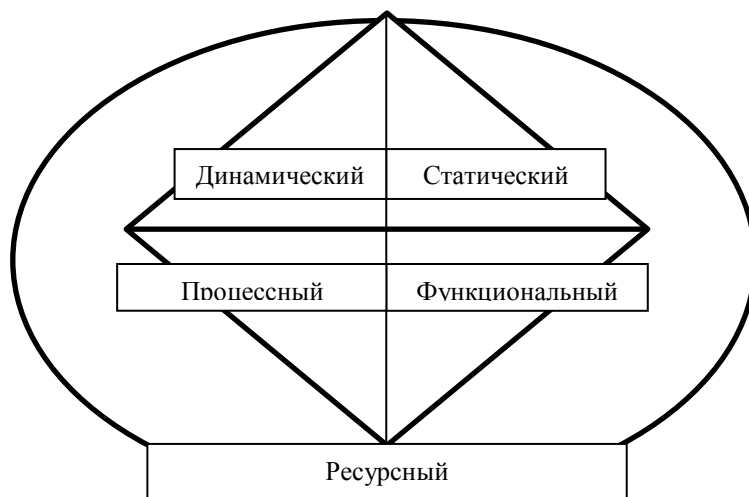 Динамический Статический
Процессный Функциональный
Ресурсный